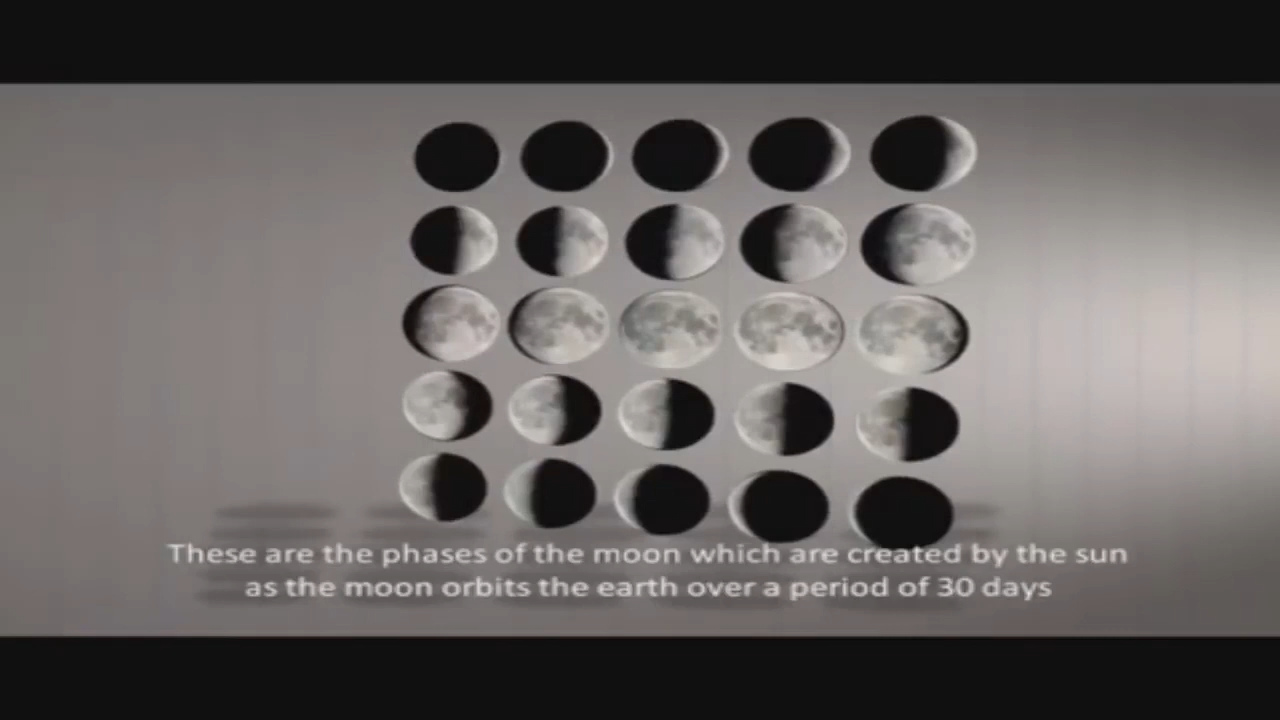 These are the phases of the moon which are created by the sun
as the moon orbits the earth over a period of 30 days